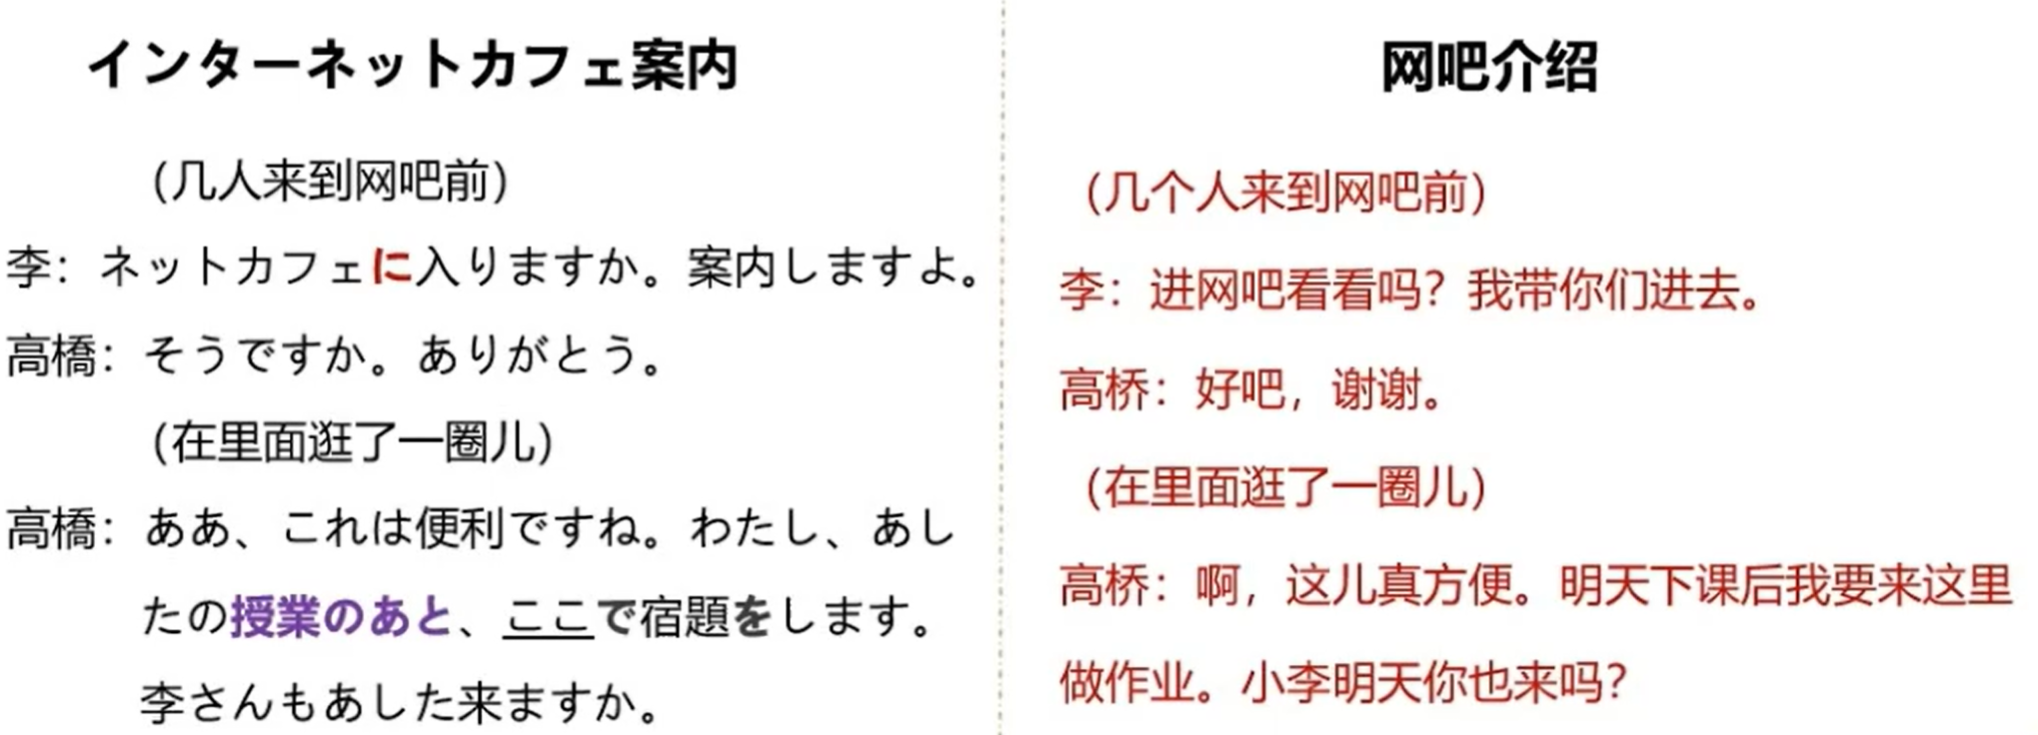 インターネットカフェ案内
（几人来到网吧前）
李：ネットカフェに入りますか。案内しますよ。
高橋：そうですか。ありがとう。
（在里面逛了一圈儿）
高橋：ああ、これは便利ですね。わたし、あし
たの授業のあと、ここで宿題をします。
李さんもあした来ますか。
网吧介绍
（几个人来到网吧前）
李：进网吧看看吗？我带你们进去。
高桥：好吧，谢谢。
（在里面逛了一圈儿）
高桥：啊，这儿真方便。明天下课后我要来这里
做作业。小李明天你也来吗？